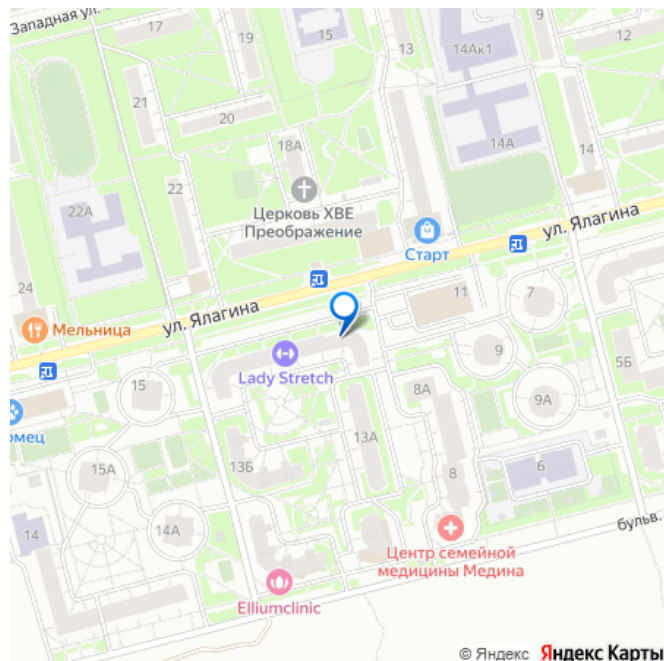 Западная ул.
17
19
15
13
9
12
14Ак1
21
20
18А
14А
14
22
22А
Церковь ХВЕ
Преображение
Старт
ул. Ялагина
24
Мельница
ул. Ялагина
11
7
Lady Stretch
9
5Б
15
8А
9А
омец
13А
13Б
15А
8
6
14
14А
бульв.
Центр семейной
медицины Медина
Elliumclinic
© Яндекс Яндекс Карты